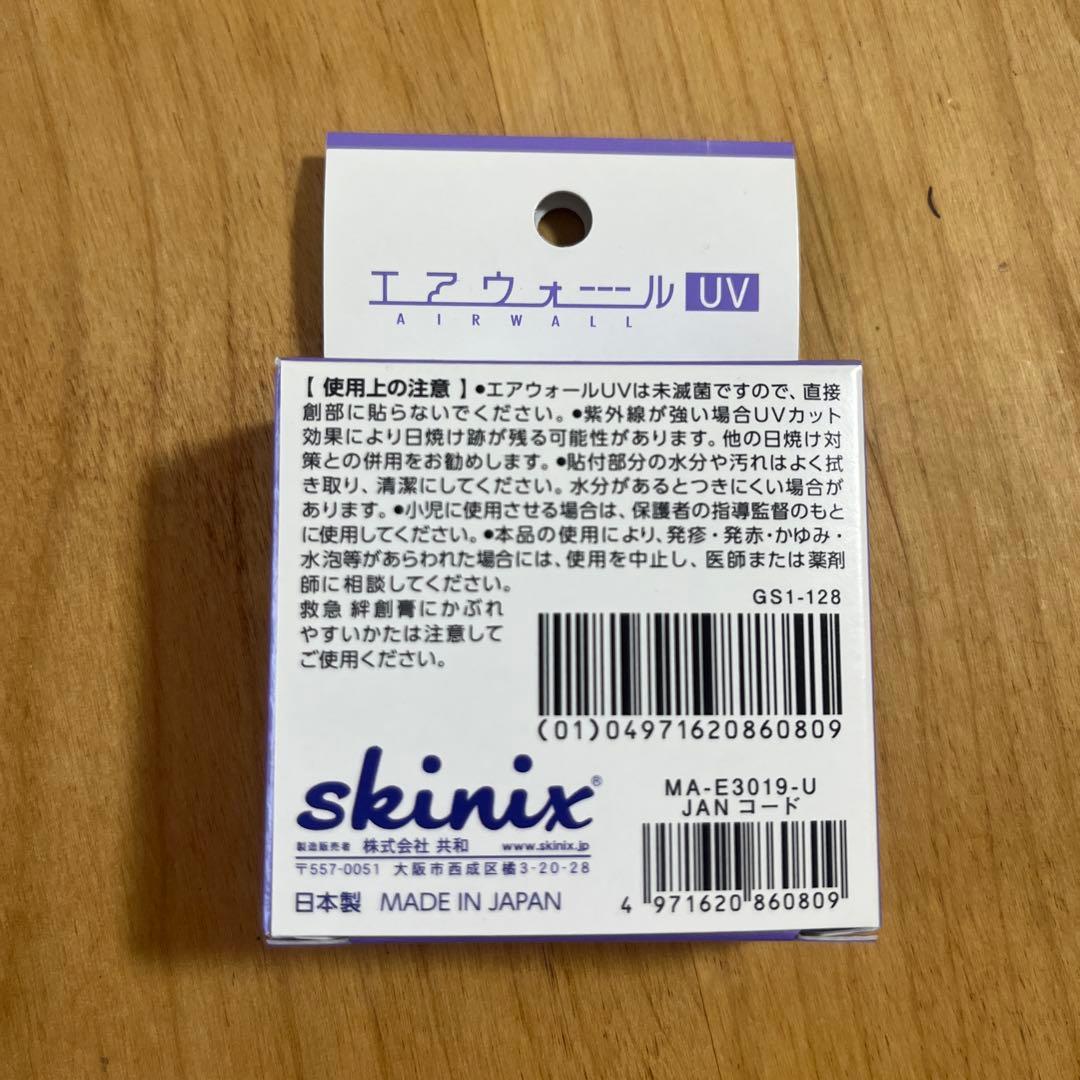 エアウォール UV
AIRWALL
【 使用上の注意 】 ●エアウォールUVは未滅菌ですので、直接
創部に貼らないでください。●紫外線が強い場合UVカット
効果により日焼け跡が残る可能性があります。他の日焼け対
策との併用をお勧めします。●貼付部分の水分や汚れはよく拭
き取り、清潔にしてください。水分があるとつきにくい場合が
あります。●小児に使用させる場合は、保護者の指導監督のもと
に使用してください。●本品の使用により、発疹・発赤・かゆみ・
水泡等があらわれた場合には、使用を中止し、医師または薬剤
師に相談してください。
救急 絆創膏にかぶれ
やすいかたは注意して
ご使用ください。
GS1-128
(01)04971620860809
skinix®
製造販売者 株式会社 共和 www.skinix.jp
〒557-0051 大阪市西成区橘3-20-28
日本製 MADE IN JAPAN
MA-E3019-U
JAN コード
4 971620 860809